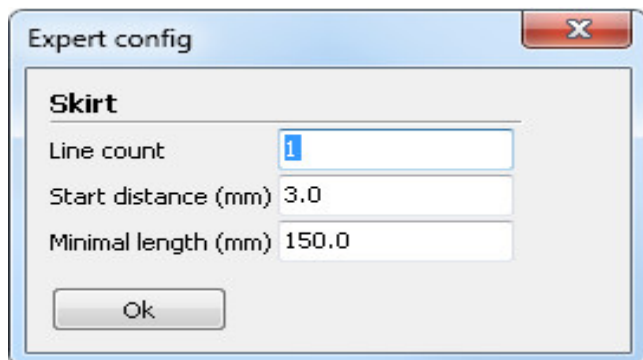 Expert config
Skirt
Line count 1
Start distance (mm) 3.0
Minimal length (mm) 150.0
Ok